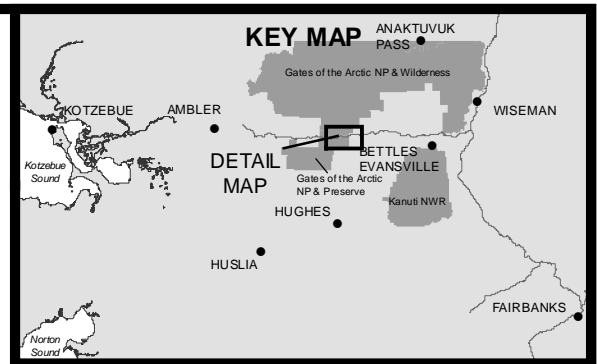 KEY MAP
ANAKTUVUK
PASS
Gates of the Arctic NP & Wilderness
KOTZEBUE
AMBLER
WISEMAN
Kotzebue
Sound
DETAIL
MAP
BETTLES
EVANSVILLE
Gates of the Arctic
NP & Preserve
Kanuti NWR
HUGHES
HUSLIA
FAIRBANKS
Norton
Sound